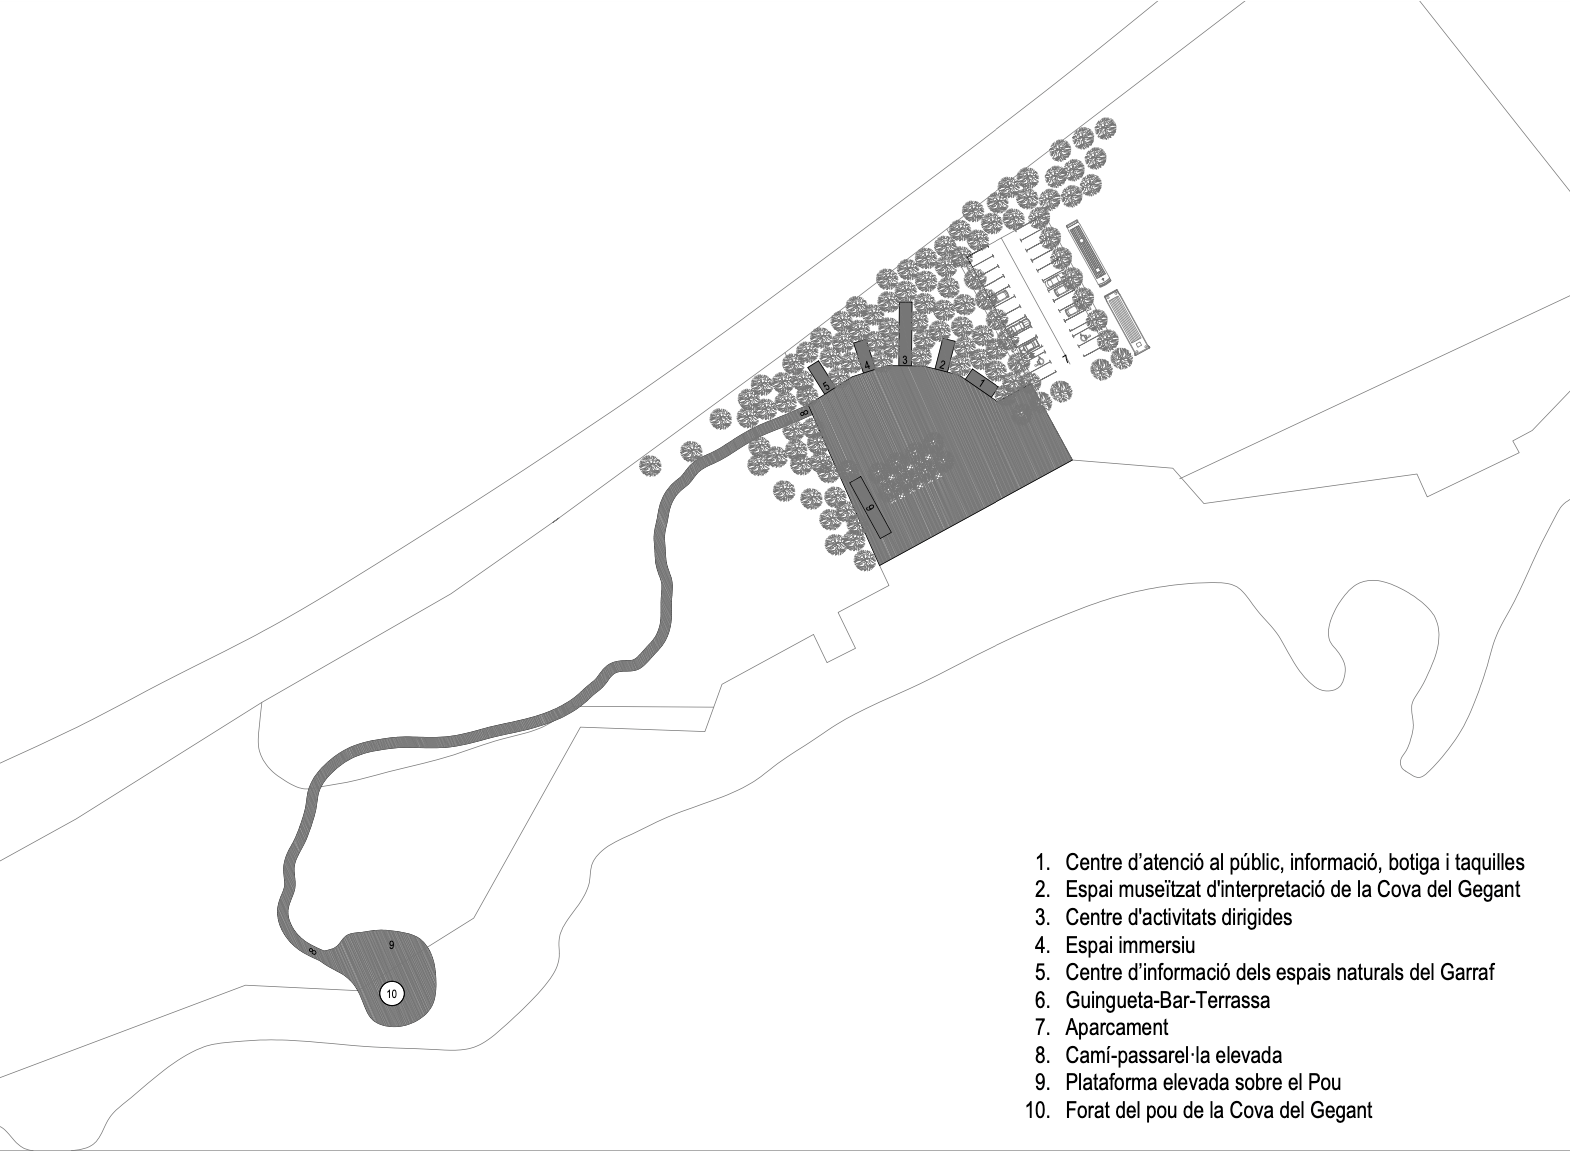 7
3
2
4
1
5
8
6
9
8
10
1. Centre d’atenció al públic, informació, botiga i taquilles
2. Espai museïtzat d'interpretació de la Cova del Gegant
3. Centre d'activitats dirigides
4. Espai immersiu
5. Centre d’informació dels espais naturals del Garraf
6. Guingueta-Bar-Terrassa
7. Aparcament
8. Camí-passarel·la elevada
9. Plataforma elevada sobre el Pou
10. Forat del pou de la Cova del Gegant